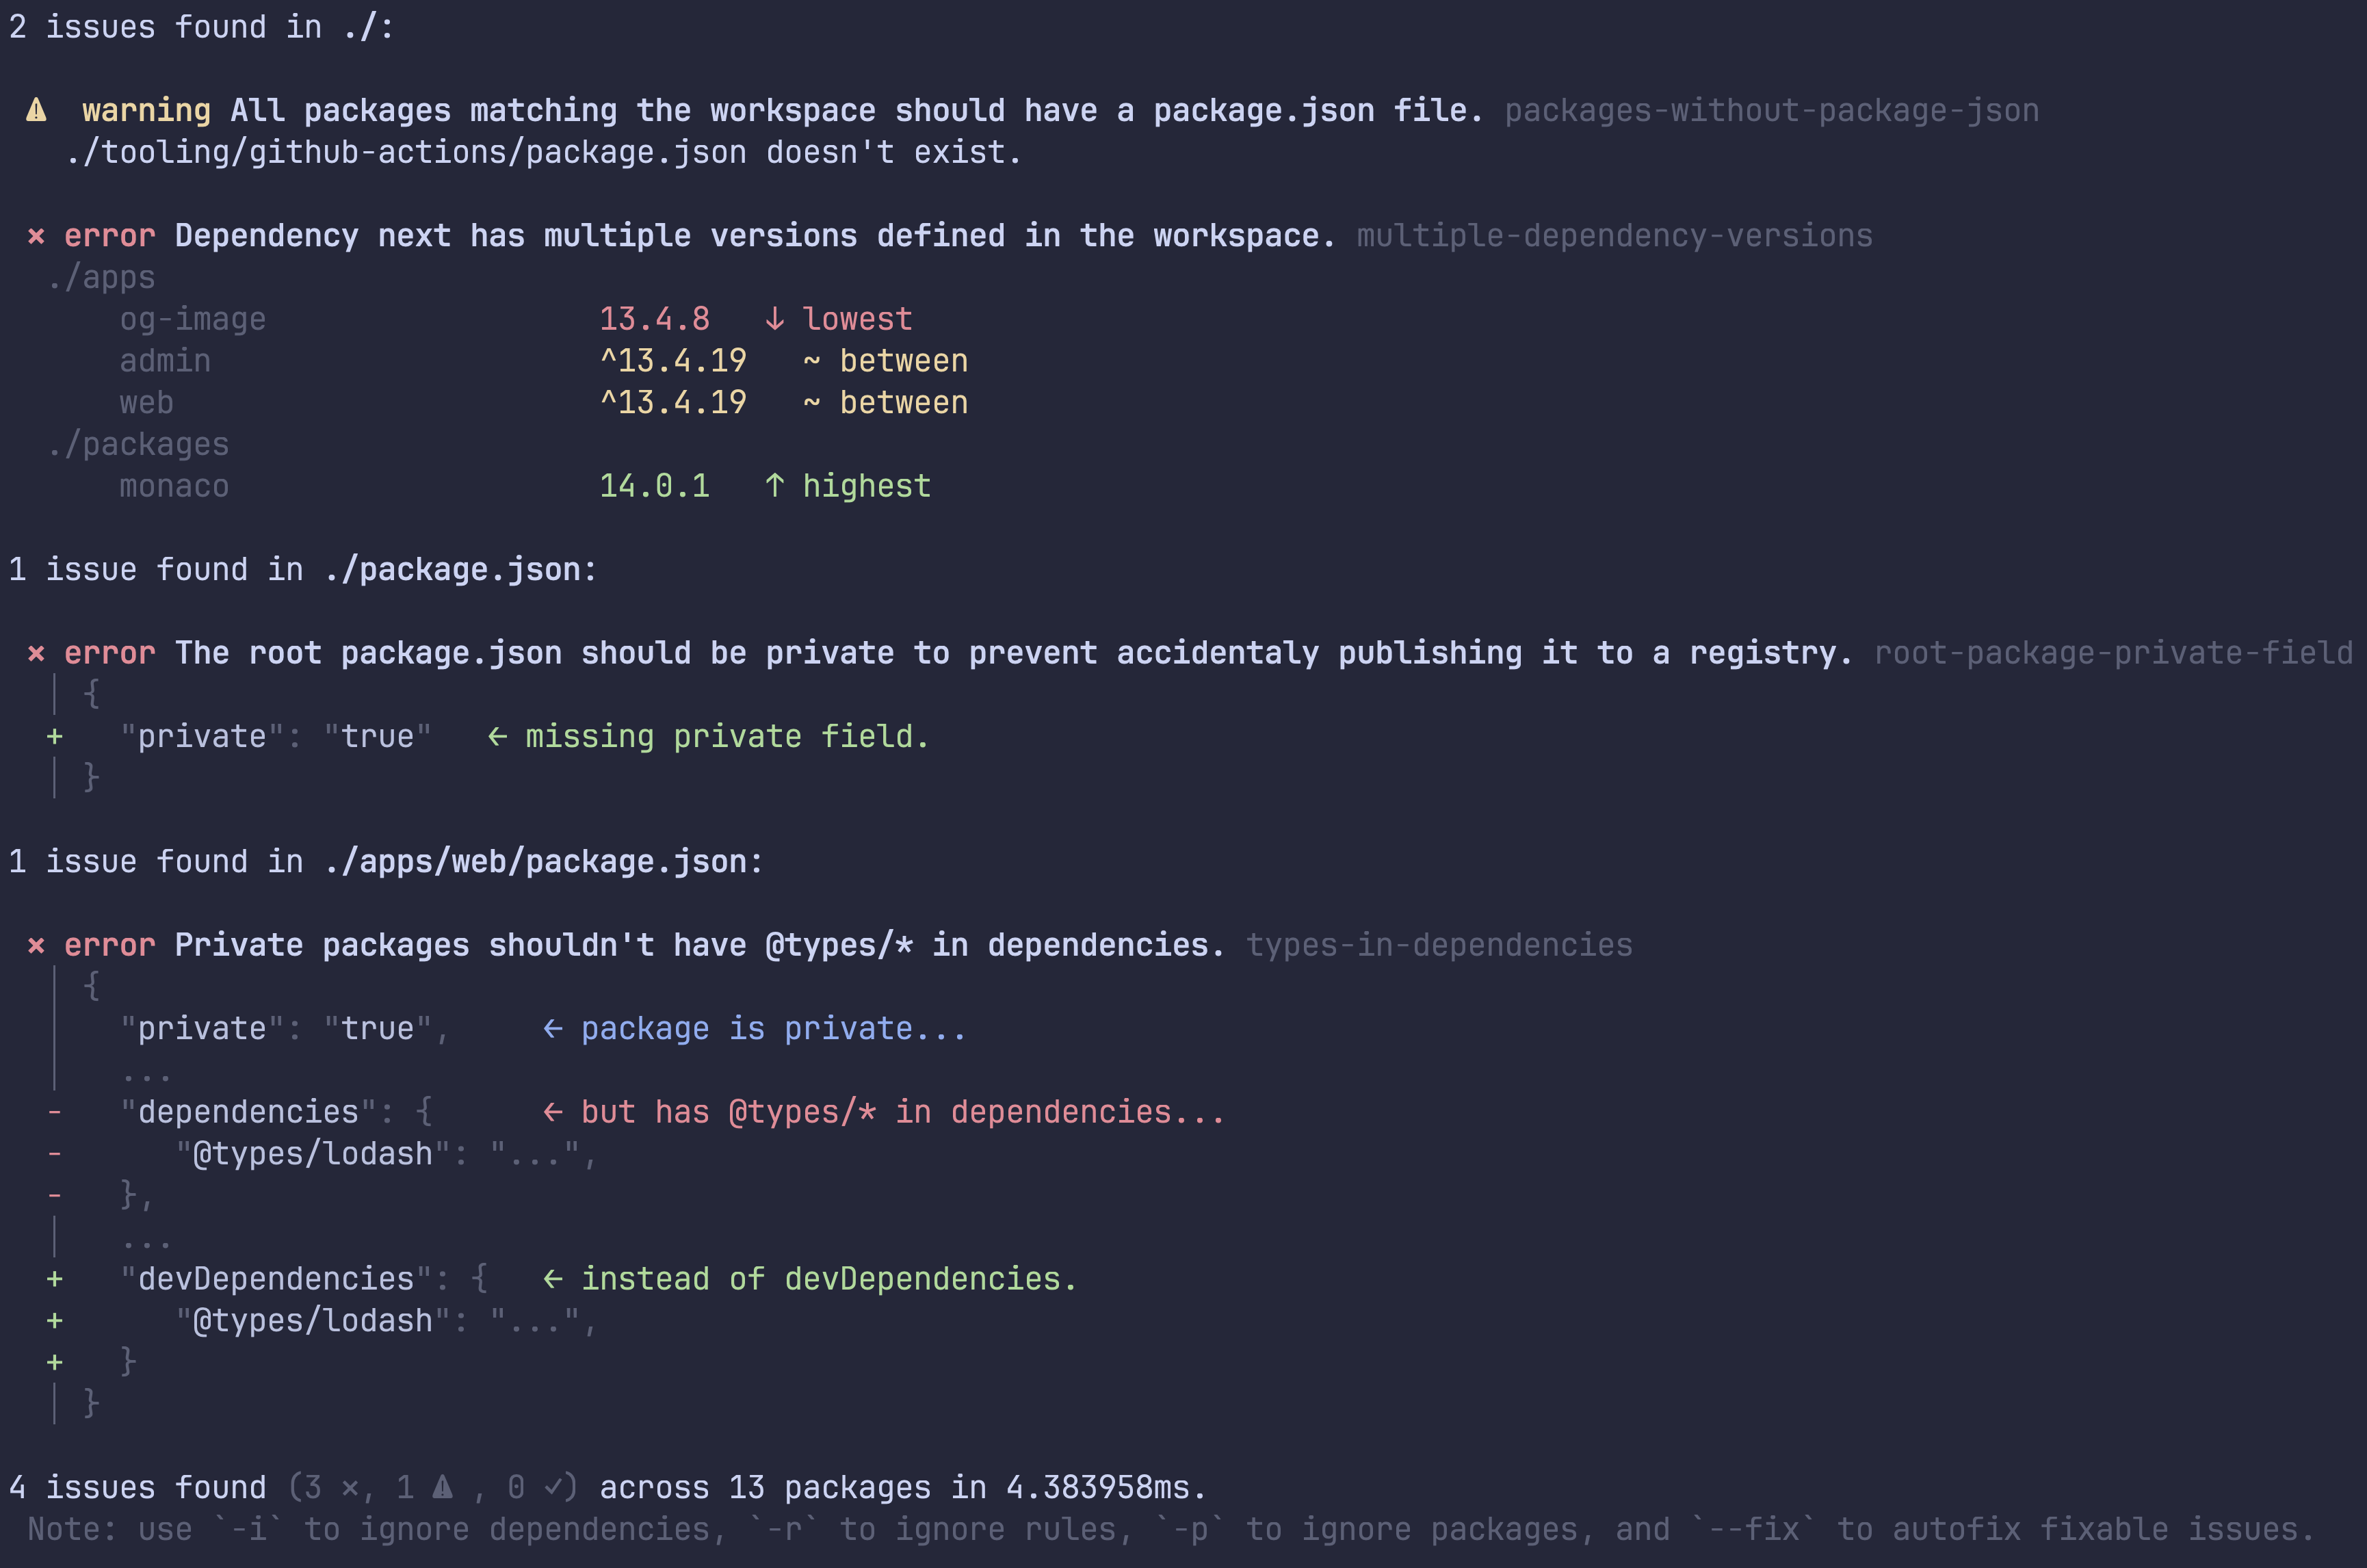 2 issues found in ./:
⚠ warning All packages matching the workspace should have a package.json file. packages-without-package-json
./tooling/github-actions/package.json doesn't exist.
× error Dependency next has multiple versions defined in the workspace. multiple-dependency-versions
./apps
og-image 13.4.8 ↓ lowest
admin ^13.4.19 ~ between
web ^13.4.19 ~ between
./packages
monaco 14.0.1 ↑ highest
1 issue found in ./package.json:
× error The root package.json should be private to prevent accidentaly publishing it to a registry. root-package-private-field
│ {
+ "private": "true" ← missing private field.
│ }
1 issue found in ./apps/web/package.json:
× error Private packages shouldn't have @types/* in dependencies. types-in-dependencies
│ {
│ "private": "true", ← package is private...
│ ...
- "dependencies": { ← but has @types/* in dependencies...
- "@types/lodash": "...",
- },
│ ...
+ "devDependencies": { ← instead of devDependencies.
+ "@types/lodash": "...",
+ }
│ }
4 issues found (3 ×, 1 ⚠ , 0 ✓) across 13 packages in 4.383958ms.
Note: use `-i` to ignore dependencies, `-r` to ignore rules, `-p` to ignore packages, and `--fix` to autofix fixable issues.